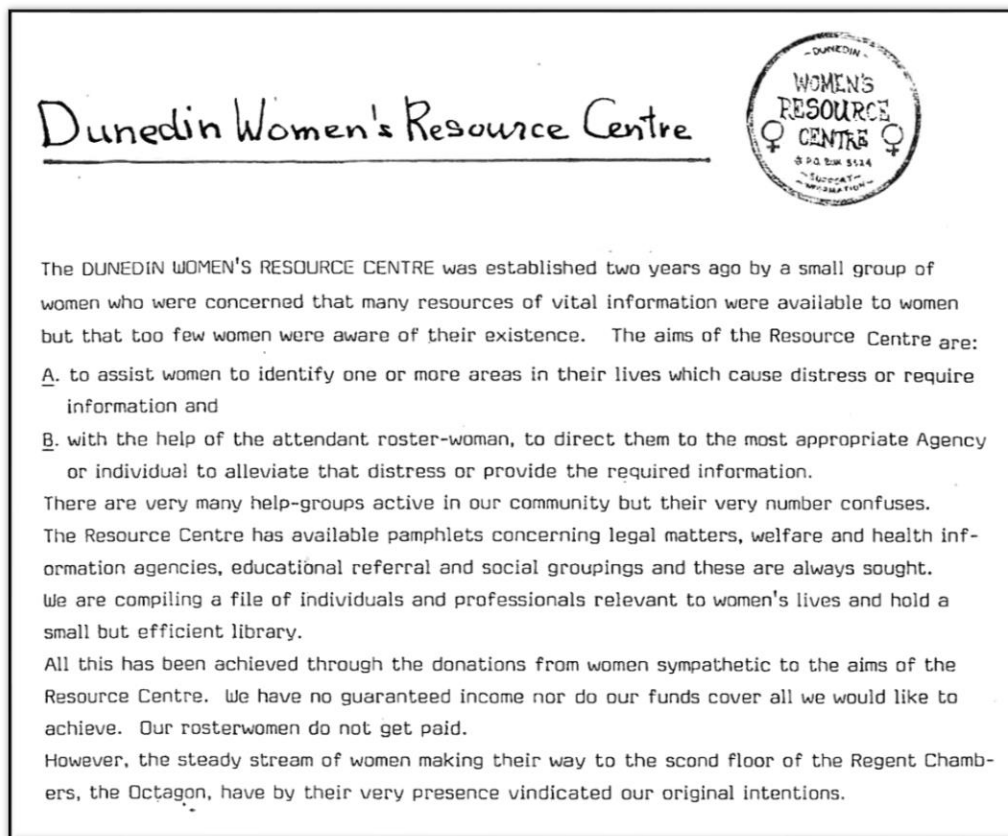 Dunedin Women's Resource Centre
- DUNEDIN -
WOMEN'S
RESOURCE
CENTRE
P.O. Box 5424
- SUPPORT -
- INFORMATION -
The DUNEDIN WOMEN'S RESOURCE CENTRE was established two years ago by a small group of
women who were concerned that many resources of vital information were available to women
but that too few women were aware of their existence.  The aims of the Resource Centre are:
A. to assist women to identify one or more areas in their lives which cause distress or require
information and
B. with the help of the attendant roster-woman, to direct them to the most appropriate Agency
or individual to alleviate that distress or provide the required information.
There are very many help-groups active in our community but their very number confuses.
The Resource Centre has available pamphlets concerning legal matters, welfare and health inf-
ormation agencies, educational referral and social groupings and these are always sought.
We are compiling a file of individuals and professionals relevant to women's lives and hold a
small but efficient library.
All this has been achieved through the donations from women sympathetic to the aims of the
Resource Centre.  We have no guaranteed income nor do our funds cover all we would like to
achieve.  Our rosterwomen do not get paid.
However, the steady stream of women making their way to the scond floor of the Regent Chamb-
ers, the Octagon, have by their very presence vindicated our original intentions.